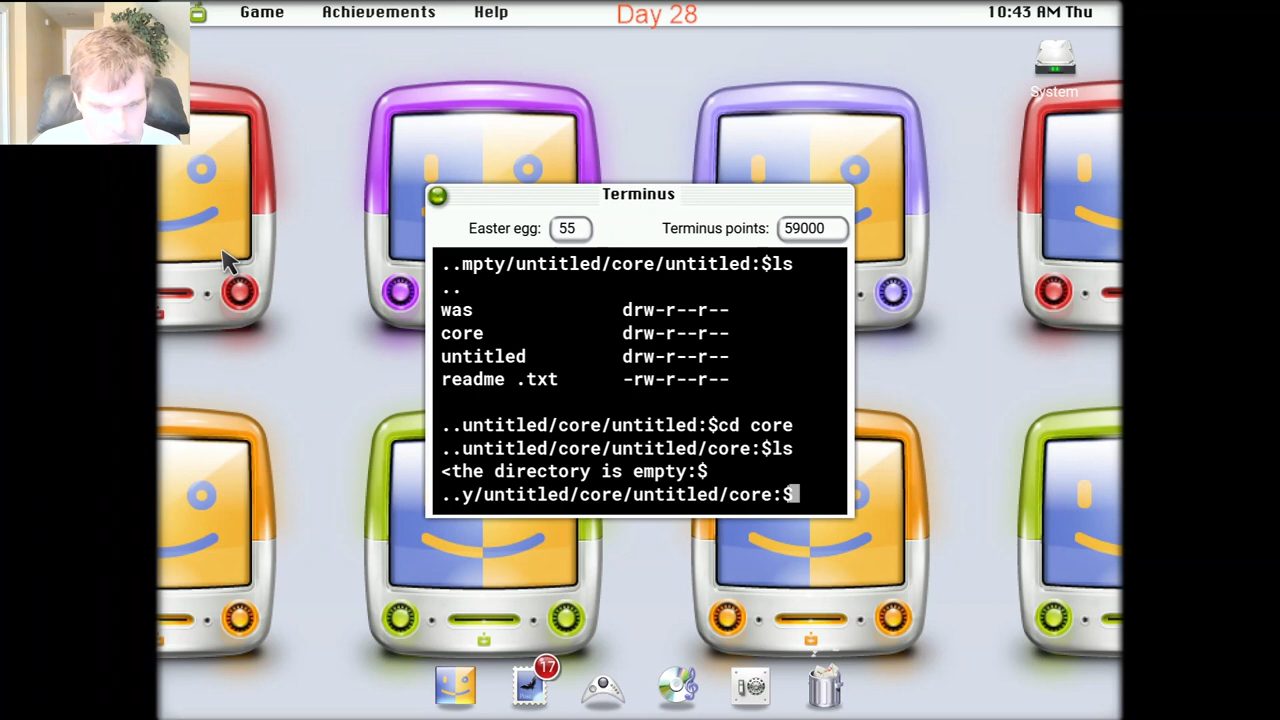 Game Achievements Help Day 28 10:43 AM Thu
System
Terminus
Easter egg: 55 Terminus points: 59000
..mpty/untitled/core/untitled:$ls
..
was drw-r--r--
core drw-r--r--
untitled drw-r--r--
readme .txt -rw-r--r--
..untitled/core/untitled:$cd core
..untitled/core/untitled/core:$ls
<the directory is empty:$
..y/untitled/core/untitled/core:$
17